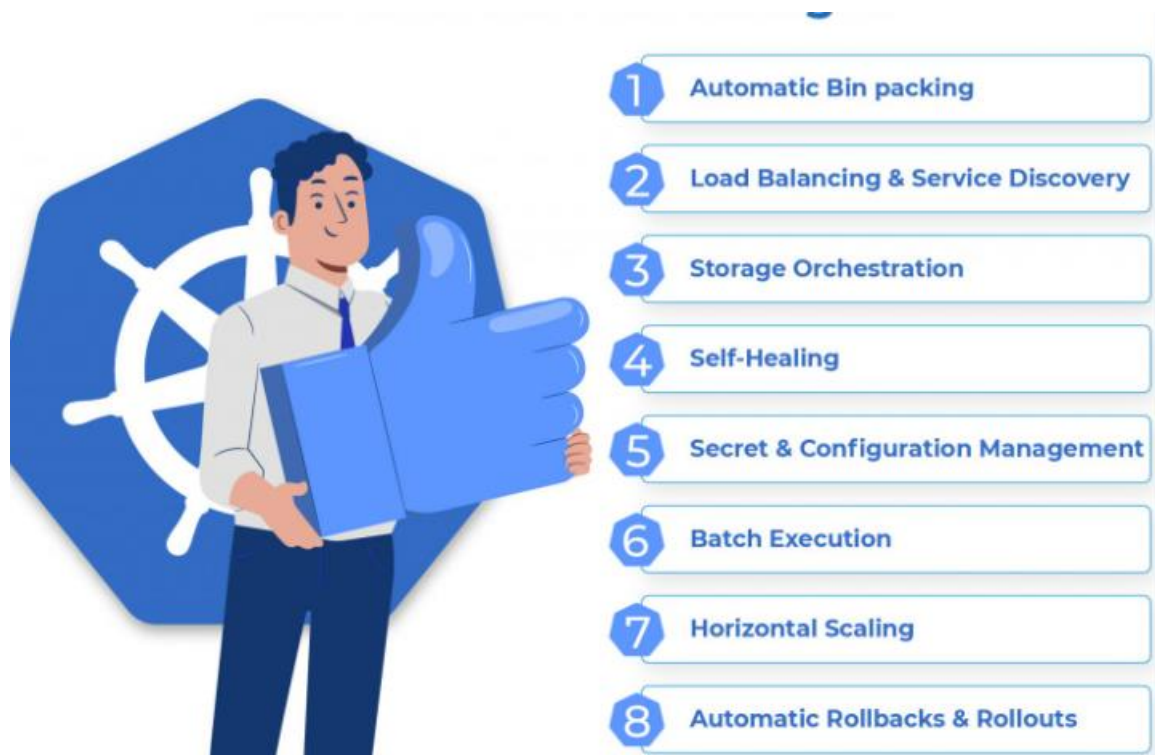 1 Automatic Bin packing
2 Load Balancing & Service Discovery
3 Storage Orchestration
4 Self-Healing
5 Secret & Configuration Management
6 Batch Execution
7 Horizontal Scaling
8 Automatic Rollbacks & Rollouts